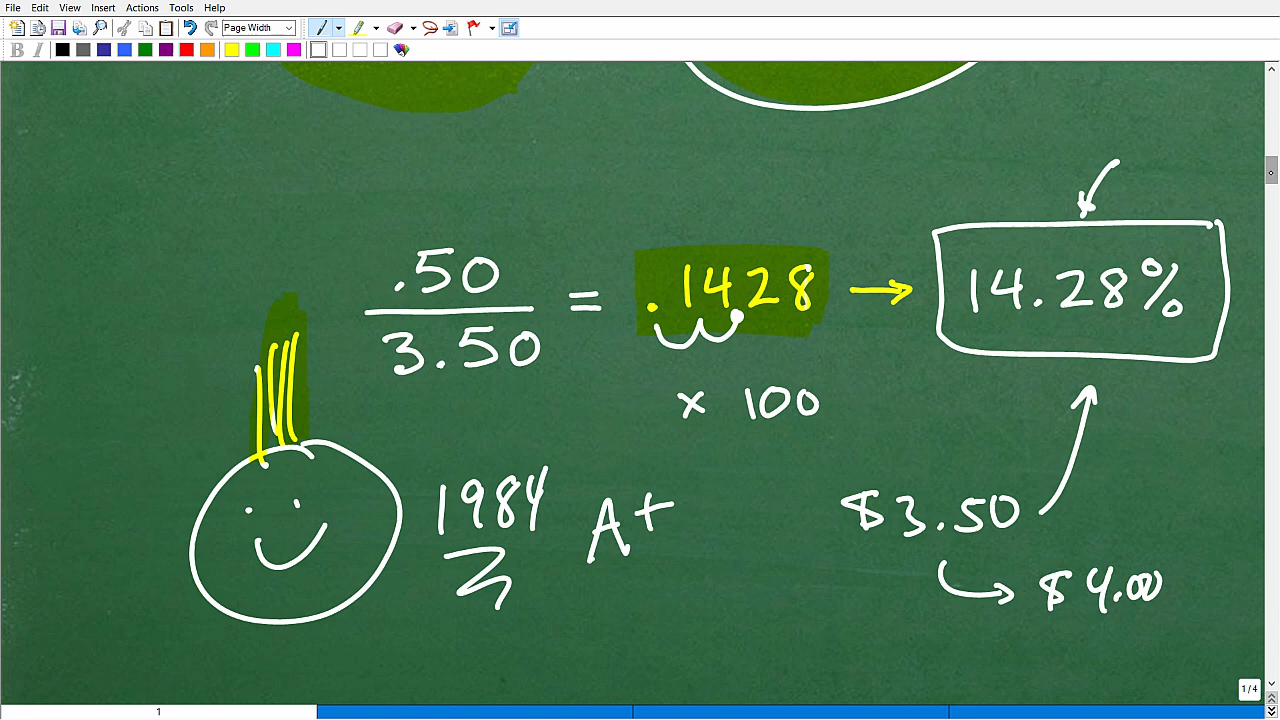 File Edit View Insert Actions Tools Help
Page Width
B I
.50
3.50
= .1428 → 14.28%
x 100
1984 A+
$3.50
$4.00
1/4
1